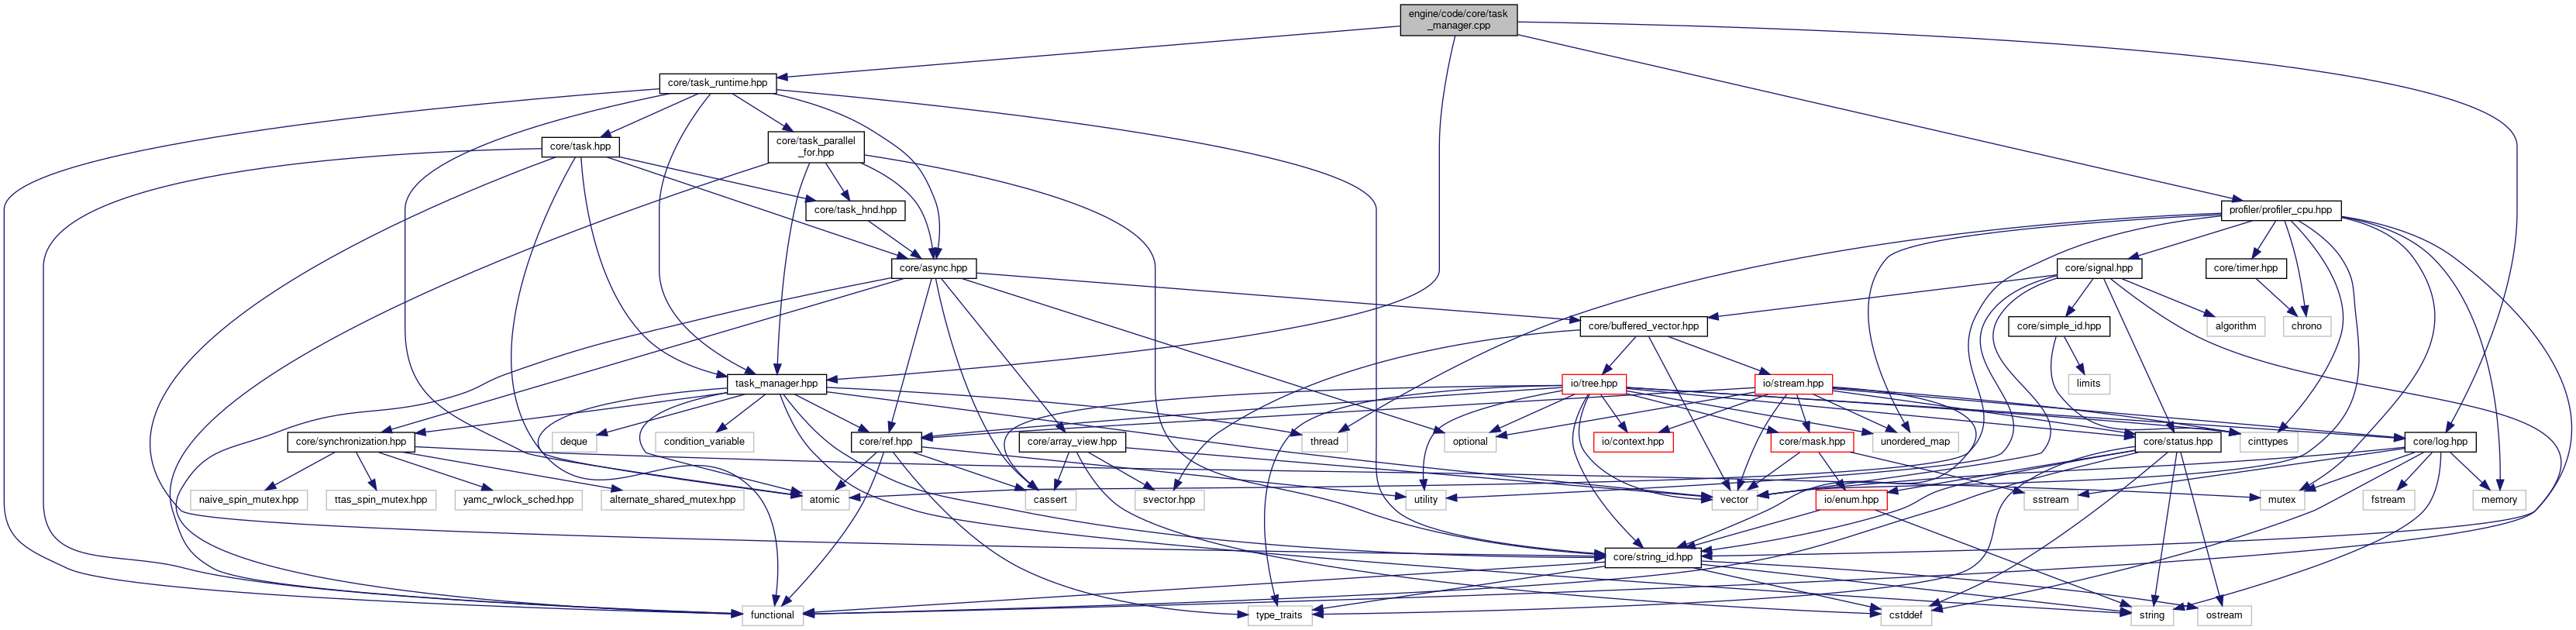 engine/code/core/task
_manager.cpp
core/task_runtime.hpp
core/task.hpp
core/task_parallel
_for.hpp
core/task_hnd.hpp
profiler/profiler_cpu.hpp
core/async.hpp
core/signal.hpp
core/timer.hpp
core/buffered_vector.hpp
core/simple_id.hpp
algorithm
chrono
task_manager.hpp
io/tree.hpp
io/stream.hpp
limits
core/synchronization.hpp
deque
condition_variable
core/ref.hpp
core/array_view.hpp
thread
optional
io/context.hpp
core/mask.hpp
unordered_map
core/status.hpp
cinttypes
core/log.hpp
naive_spin_mutex.hpp
ttas_spin_mutex.hpp
yamc_rwlock_sched.hpp
alternate_shared_mutex.hpp
atomic
cassert
svector.hpp
utility
vector
io/enum.hpp
sstream
mutex
fstream
memory
core/string_id.hpp
functional
type_traits
cstddef
string
ostream